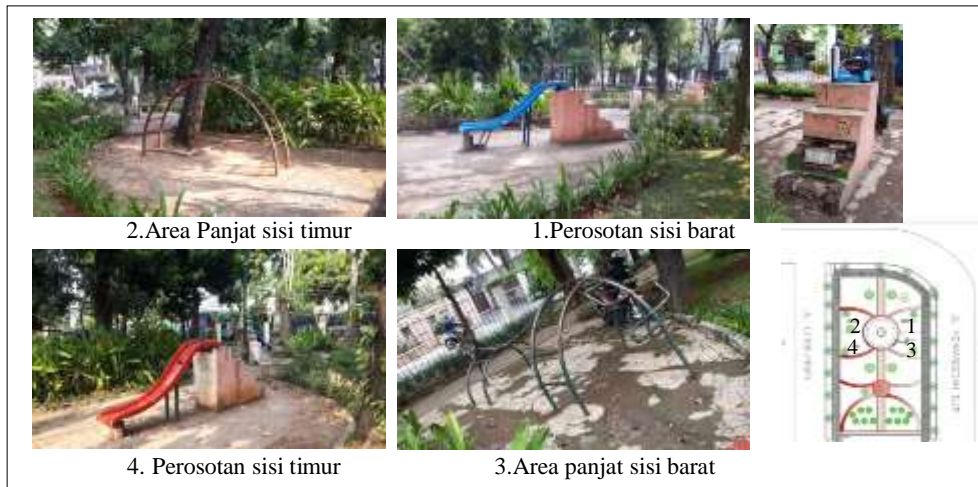 2.Area Panjat sisi timur
1.Perosotan sisi barat
2
1
4
3
4. Perosotan sisi timur
3.Area panjat sisi barat